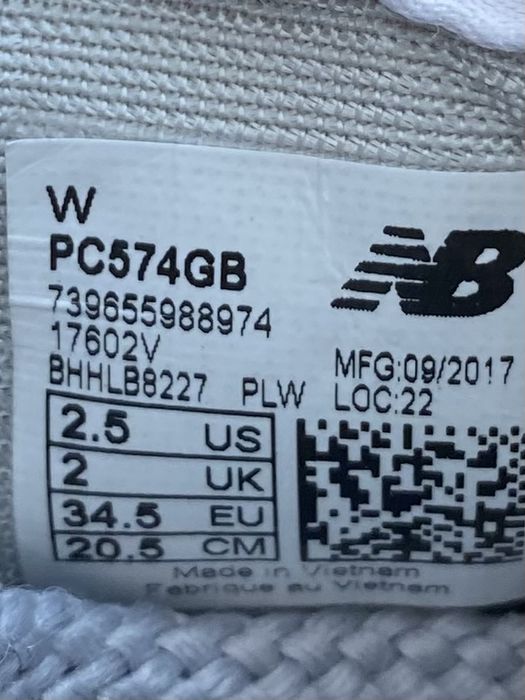 W
PC574GB
739655988974
17602V
BHHLB8227 PLW
NB
MFG:09/2017
LOC:22
2.5 US
2 UK
34.5 EU
20.5 CM
Made in Vietnam
Fabrique au Vietnam